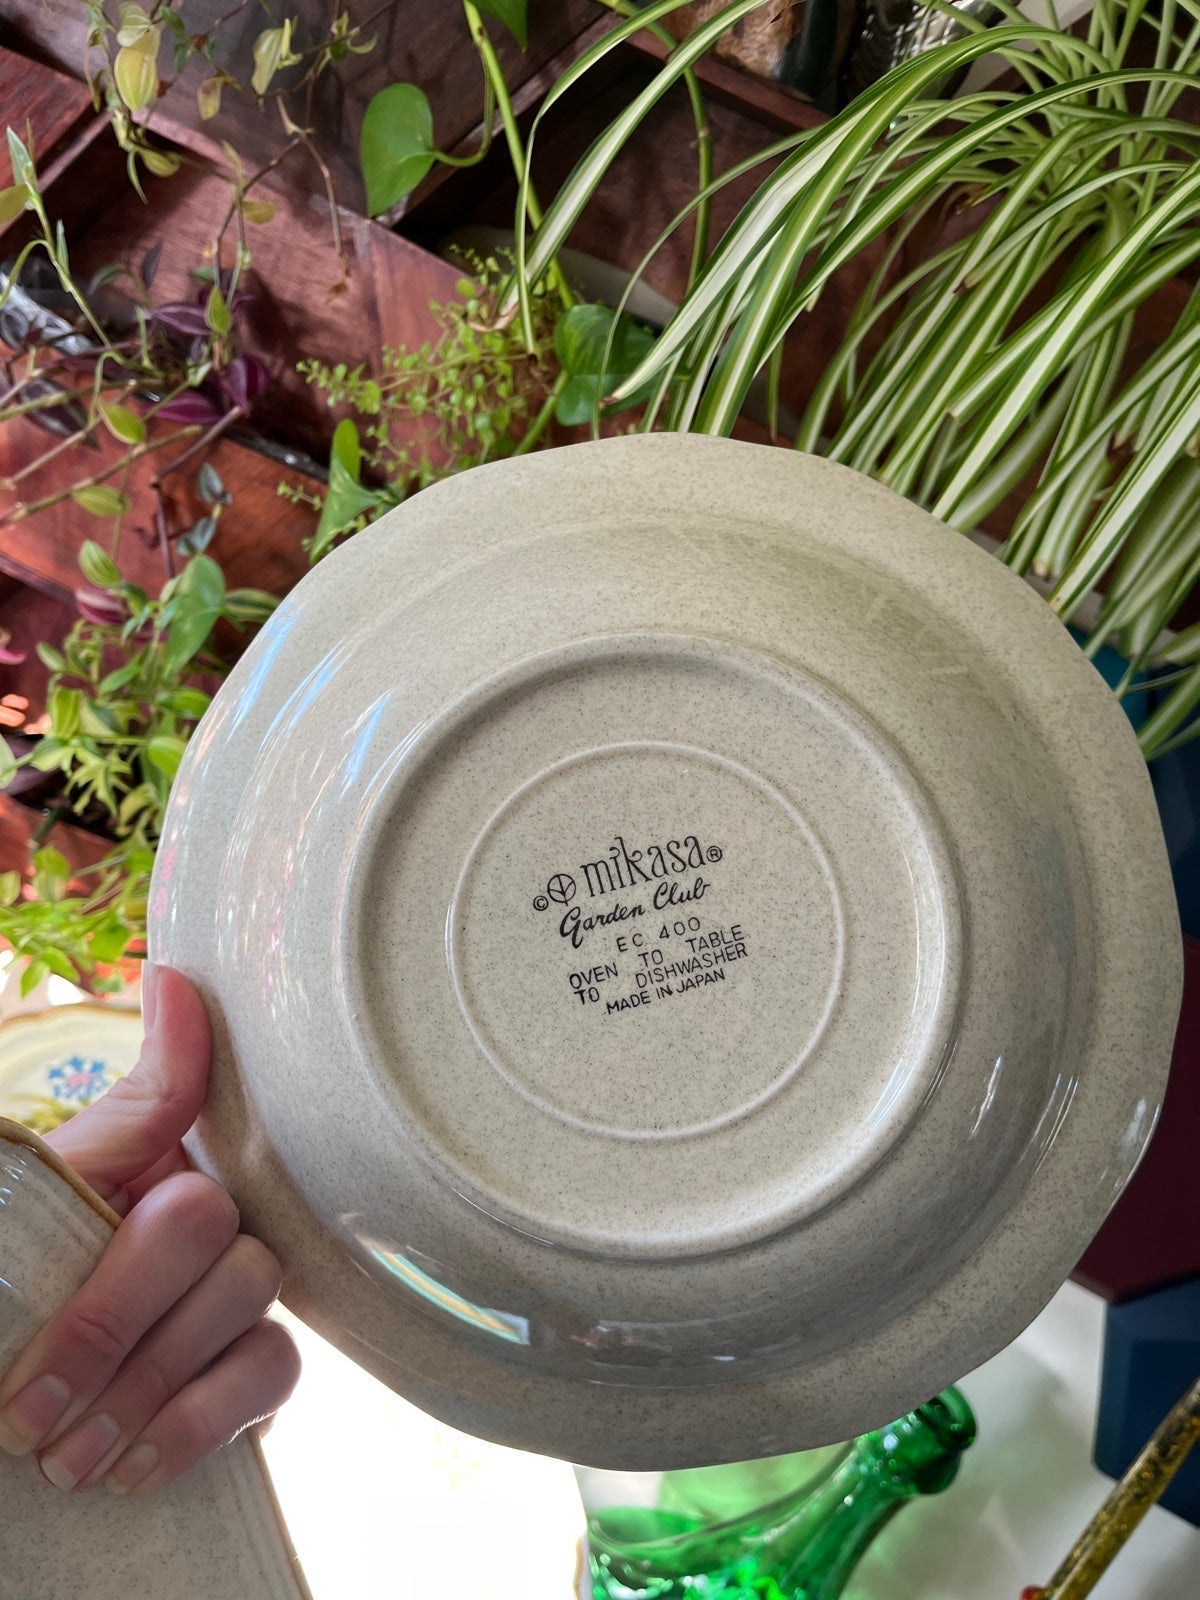 © mikasa ®
Garden Club
EC 400
OVEN TO TABLE
TO DISHWASHER
MADE IN JAPAN